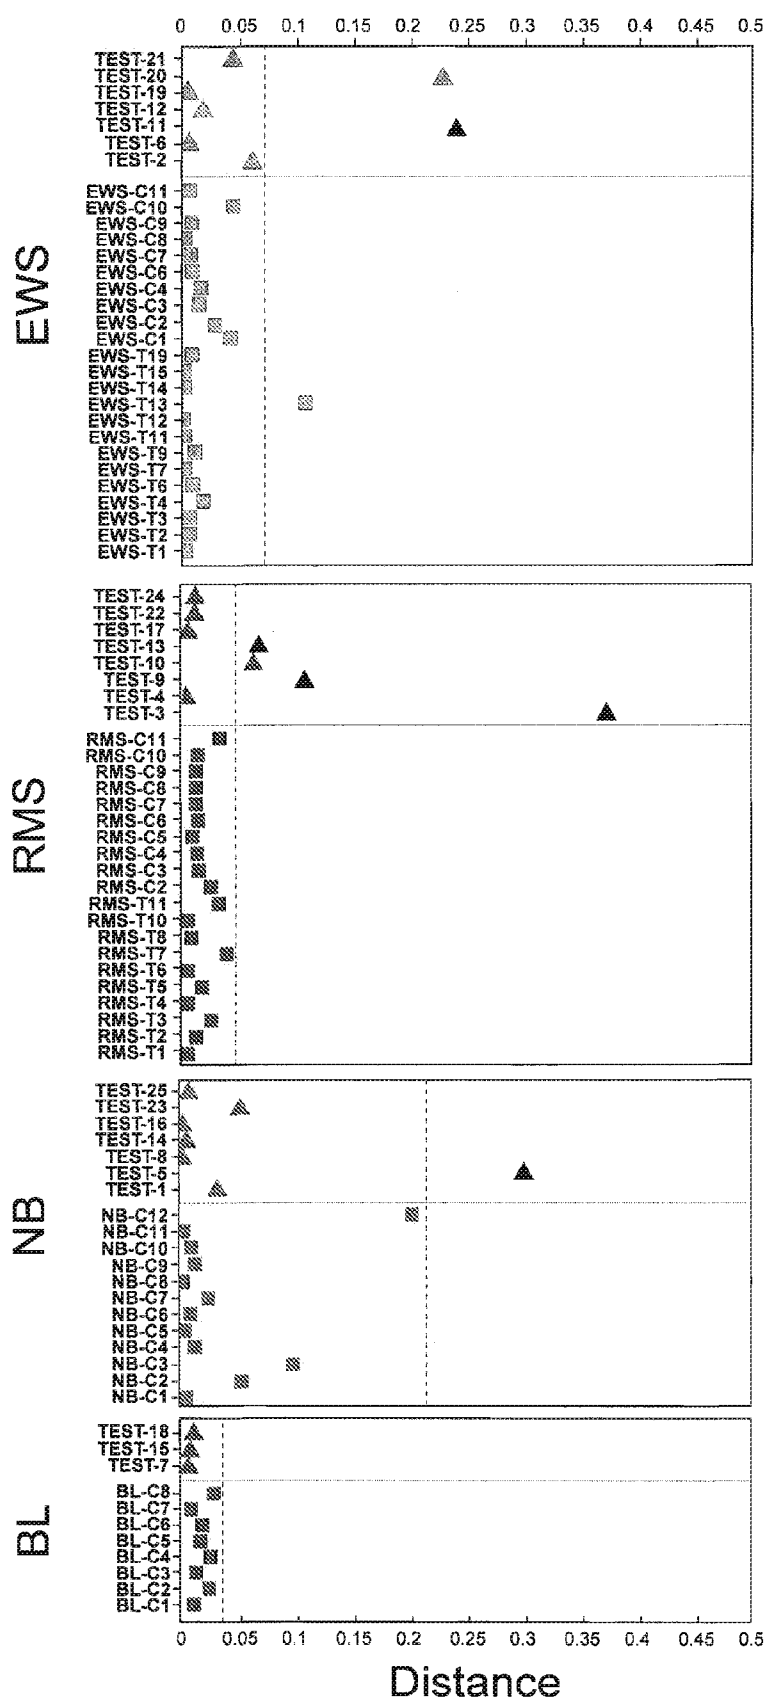 0 0.05 0.1 0.15 0.2 0.25 0.3 0.35 0.4 0.45 0.5
EWS
TEST-21
TEST-20
TEST-19
TEST-12
TEST-11
TEST-6
TEST-2
EWS-C11
EWS-C10
EWS-C9
EWS-C8
EWS-C7
EWS-C6
EWS-C4
EWS-C3
EWS-C2
EWS-C1
EWS-T19
EWS-T15
EWS-T14
EWS-T13
EWS-T12
EWS-T11
EWS-T9
EWS-T7
EWS-T6
EWS-T4
EWS-T3
EWS-T2
EWS-T1
RMS
TEST-24
TEST-22
TEST-17
TEST-13
TEST-10
TEST-9
TEST-4
TEST-3
RMS-C11
RMS-C10
RMS-C9
RMS-C8
RMS-C7
RMS-C6
RMS-C5
RMS-C4
RMS-C3
RMS-C2
RMS-T11
RMS-T10
RMS-T8
RMS-T7
RMS-T6
RMS-T5
RMS-T4
RMS-T3
RMS-T2
RMS-T1
NB
TEST-25
TEST-23
TEST-16
TEST-14
TEST-8
TEST-5
TEST-1
NB-C12
NB-C11
NB-C10
NB-C9
NB-C8
NB-C7
NB-C6
NB-C5
NB-C4
NB-C3
NB-C2
NB-C1
BL
TEST-18
TEST-15
TEST-7
BL-C8
BL-C7
BL-C6
BL-C5
BL-C4
BL-C3
BL-C2
BL-C1
0 0.05 0.1 0.15 0.2 0.25 0.3 0.35 0.4 0.45 0.5
Distance